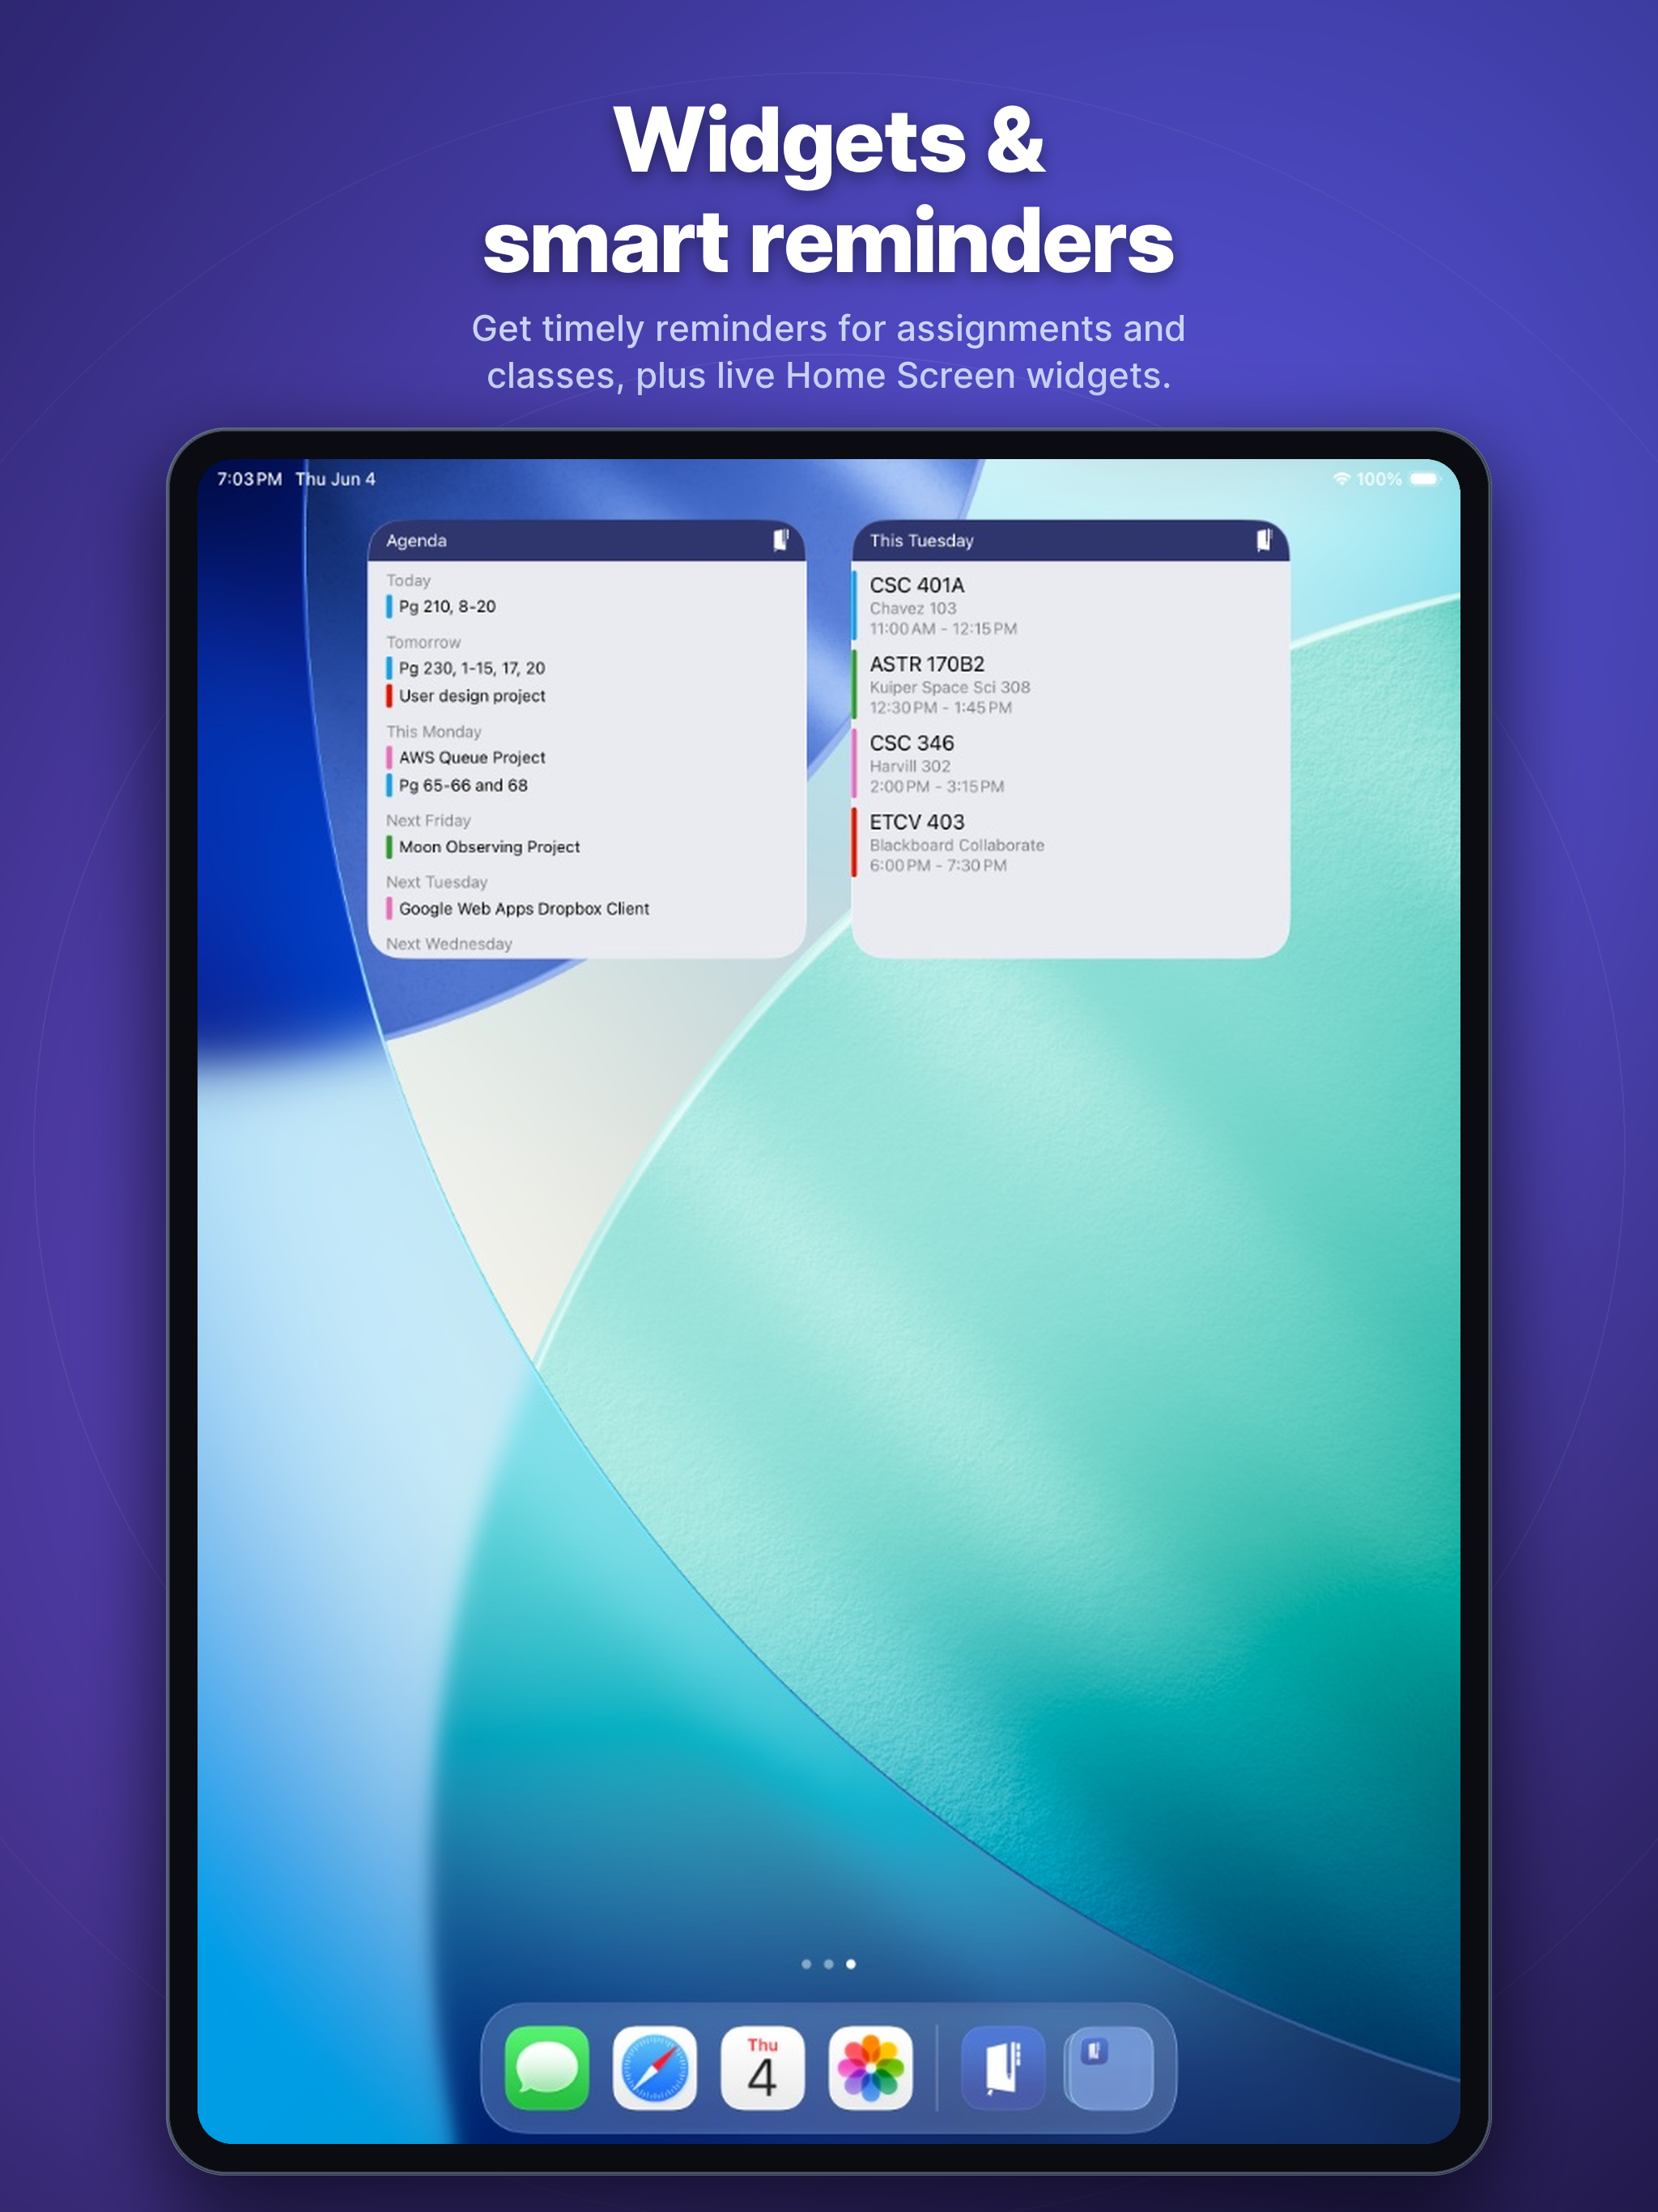 Widgets &
smart reminders
Get timely reminders for assignments and
classes, plus live Home Screen widgets.
7:03 PM Thu Jun 4
100%
Agenda
Today
Pg 210, 8-20
Tomorrow
Pg 230, 1-15, 17, 20
User design project
This Monday
AWS Queue Project
Pg 65-66 and 68
Next Friday
Moon Observing Project
Next Tuesday
Google Web Apps Dropbox Client
Next Wednesday
This Tuesday
CSC 401A
Chavez 103
11:00 AM - 12:15 PM
ASTR 170B2
Kuiper Space Sci 308
12:30 PM - 1:45 PM
CSC 346
Harvill 302
2:00 PM - 3:15 PM
ETCV 403
Blackboard Collaborate
6:00 PM - 7:30 PM
Thu
4